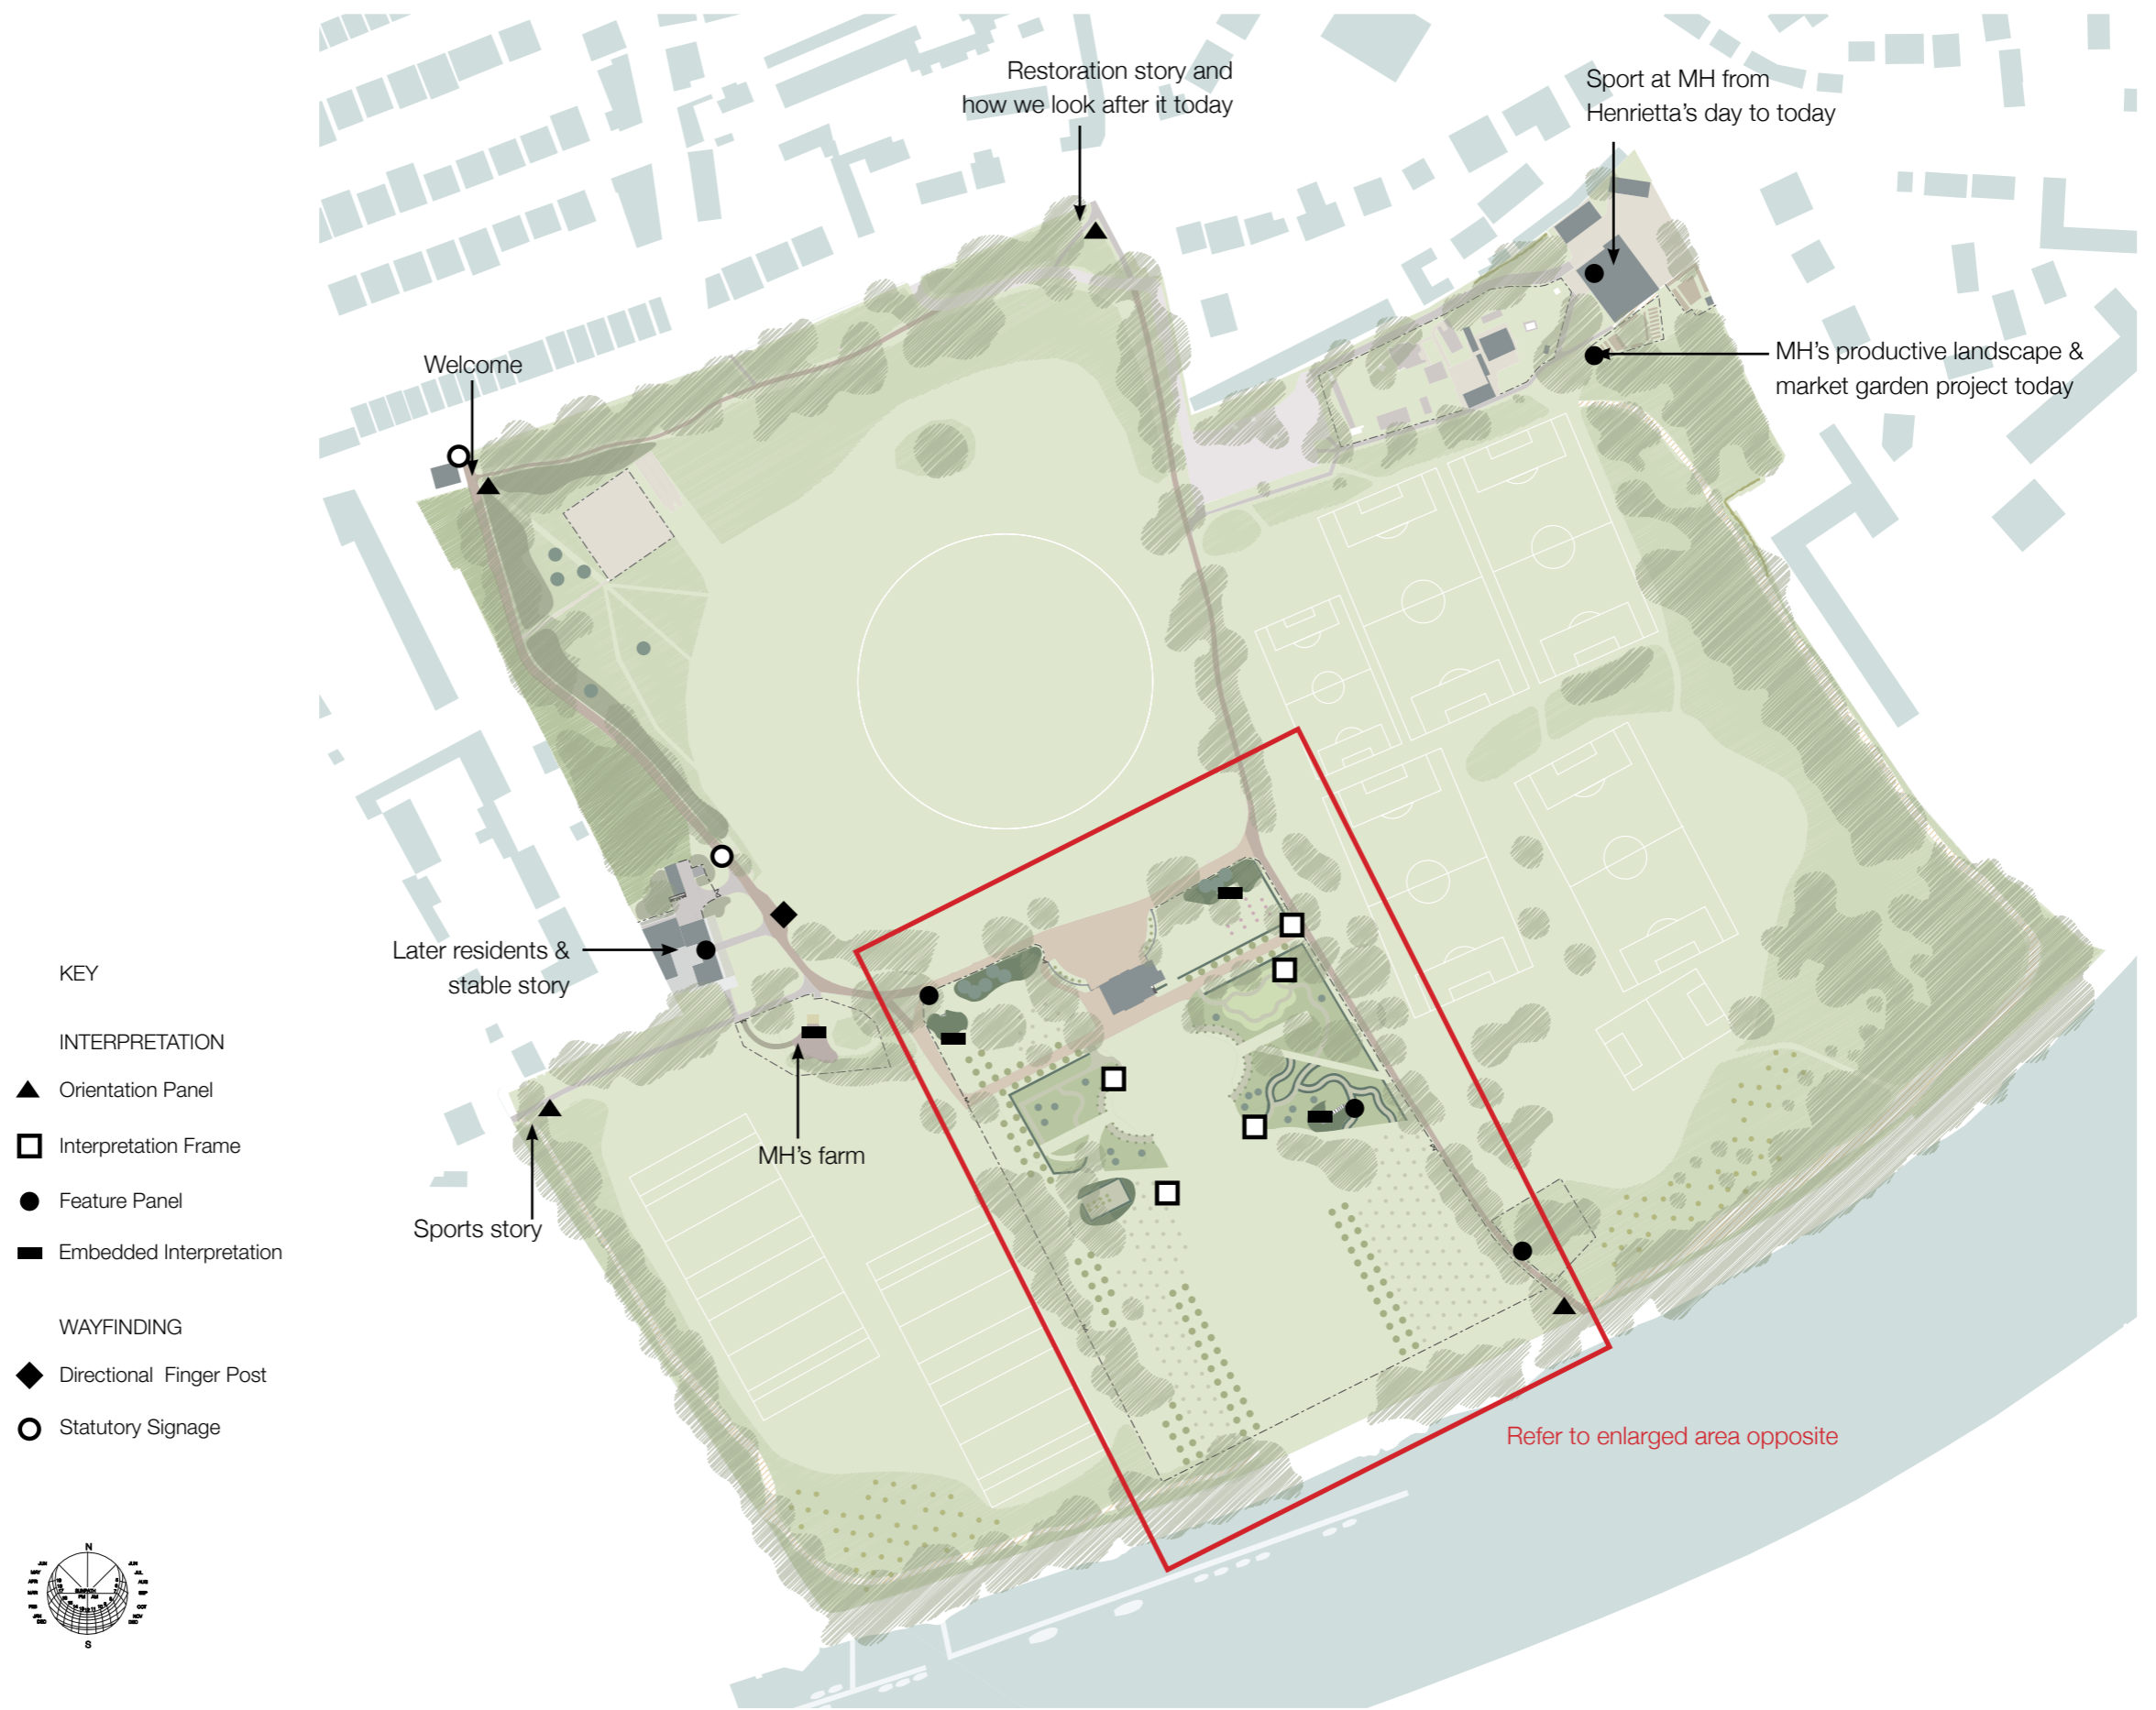 Restoration story and
how we look after it today
Sport at MH from
Henrietta's day to today
Welcome
MH's productive landscape &
market garden project today
Later residents &
stable story
MH's farm
Sports story
Refer to enlarged area opposite
KEY
INTERPRETATION
Orientation Panel
Interpretation Frame
Feature Panel
Embedded Interpretation
WAYFINDING
Directional Finger Post
Statutory Signage
N
S